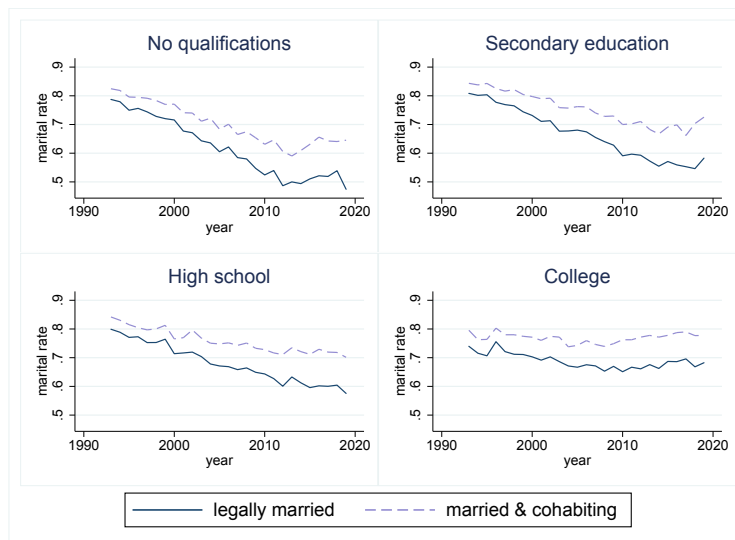 No qualifications
marital rate
.5 .6 .7 .8 .9
1990 2000 2010 2020
year
Secondary education
marital rate
.5 .6 .7 .8 .9
1990 2000 2010 2020
year
High school
marital rate
.5 .6 .7 .8 .9
1990 2000 2010 2020
year
College
marital rate
.5 .6 .7 .8 .9
1990 2000 2010 2020
year
legally married married & cohabiting